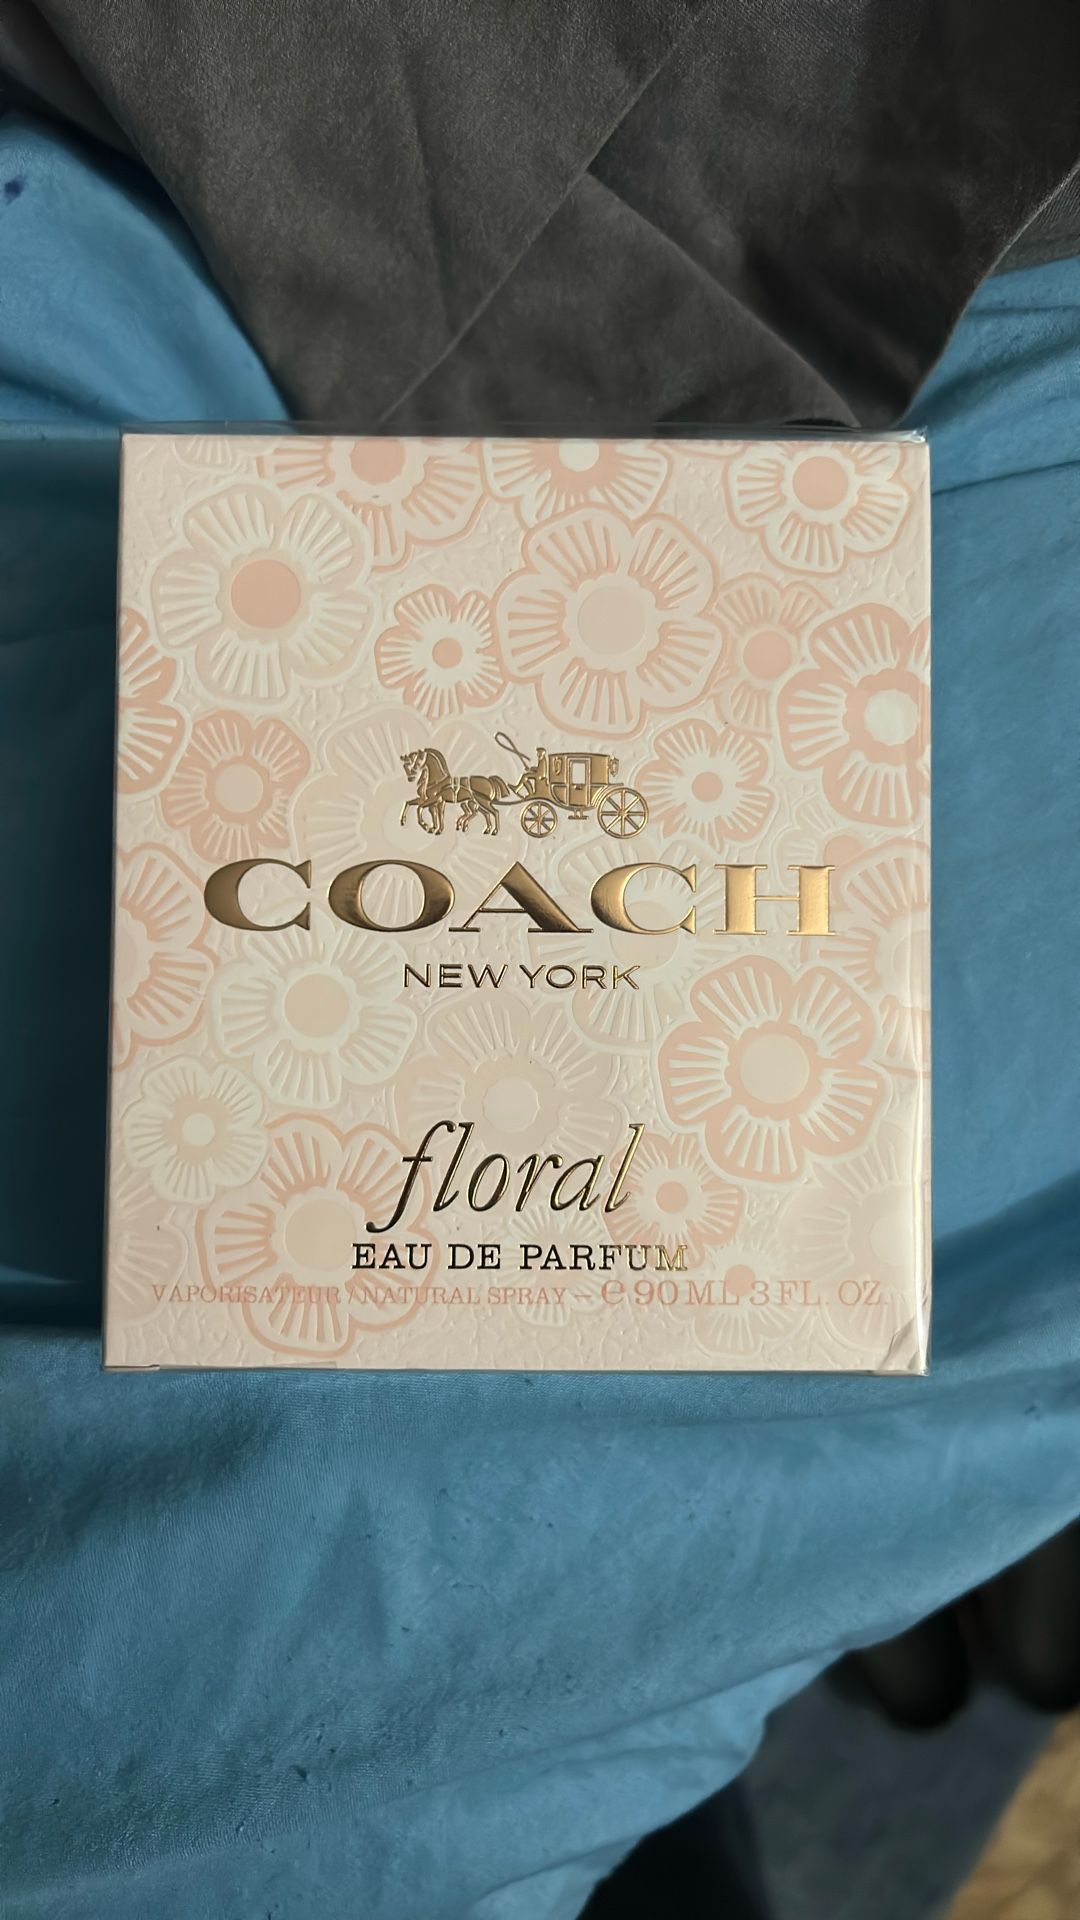 COACH
NEW YORK
floral
EAU DE PARFUM
VAPORISATEUR / NATURAL SPRAY – ℮ 90 ML 3 FL. OZ.